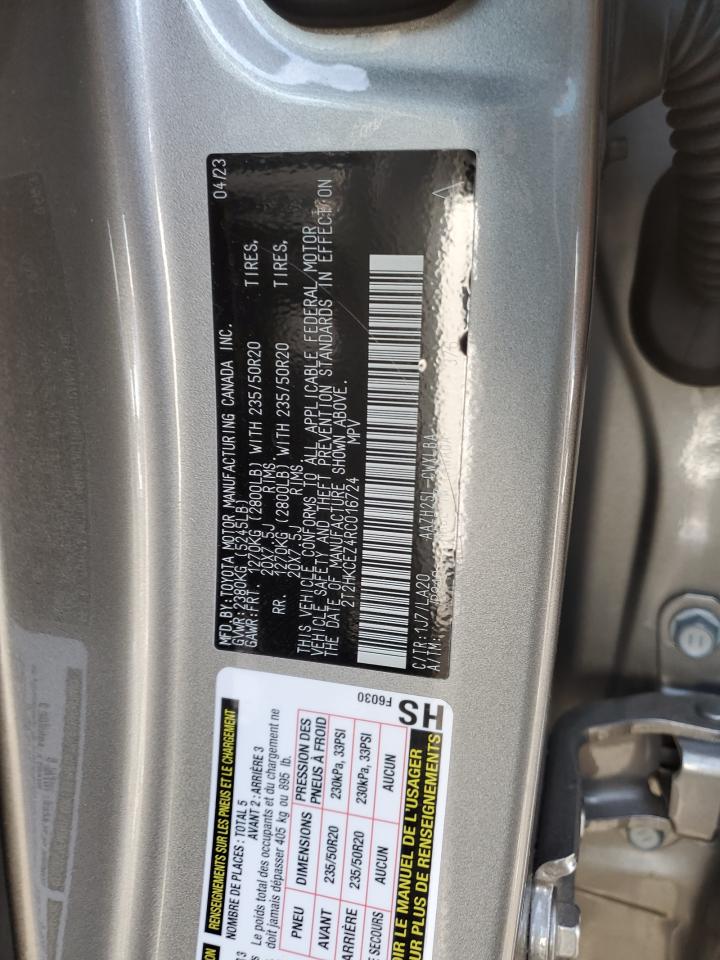 MFD.BY:TOYOTA MOTOR MANUFACTURING CANADA INC. 04/23
GVWR:2380KG (5245LB)
GAWR:FRT. 1270KG (2800LB) WITH 235/50R20 TIRES,
20X7.5J RIMS,
RR. 1270KG (2800LB) WITH 235/50R20 TIRES,
20X7.5J RIMS.
THIS VEHICLE CONFORMS TO ALL APPLICABLE FEDERAL MOTOR
VEHICLE SAFETY AND THEFT PREVENTION STANDARDS IN EFFECT ON
THE DATE OF MANUFACTURE SHOWN ABOVE.
2T2HKCEZ4RC016724 MPV
C/TR:1J7/LA20 AAZH25L-CWXLBA
A/TM:
HS
F6030
RENSEIGNEMENTS SUR LES PNEUS ET LE CHARGEMENT
NOMBRE DE PLACES : TOTAL 5 AVANT 2 : ARRIÈRE 3
Le poids total des occupants et du chargement ne
doit jamais dépasser 405 kg ou 895 lb.
PNEU DIMENSIONS PRESSION DES PNEUS À FROID
AVANT 235/50R20 230kPa, 33PSI
ARRIÈRE 235/50R20 230kPa, 33PSI
SECOURS AUCUN AUCUN
VOIR LE MANUEL DE L'USAGER
POUR PLUS DE RENSEIGNEMENTS